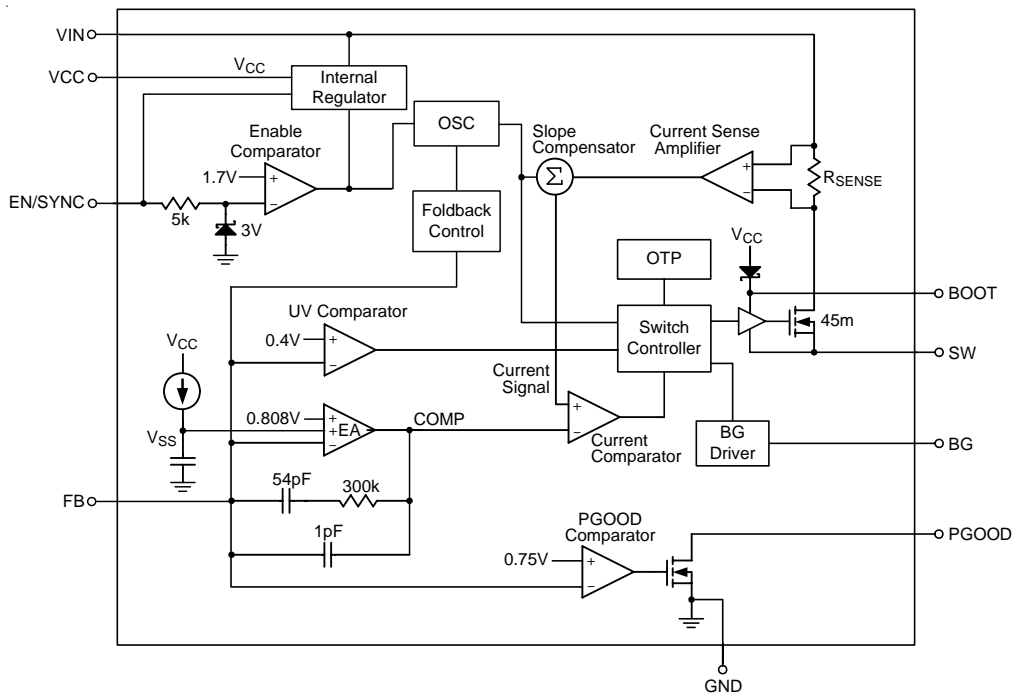 VIN
VCC
VCC
Internal
Regulator
OSC
Slope
Compensator
Current Sense
Amplifier
Enable
Comparator
1.7V
+
−
Σ
+
−
RSENSE
EN/SYNC
5k
3V
Foldback
Control
VCC
OTP
BOOT
UV Comparator
0.4V
+
−
Switch
Controller
45m
SW
VCC
Current
Signal
0.808V
+
+EA
−
COMP
+
−
Current
Comparator
BG
Driver
BG
VSS
54pF
300k
FB
1pF
PGOOD
Comparator
PGOOD
0.75V
+
−
GND